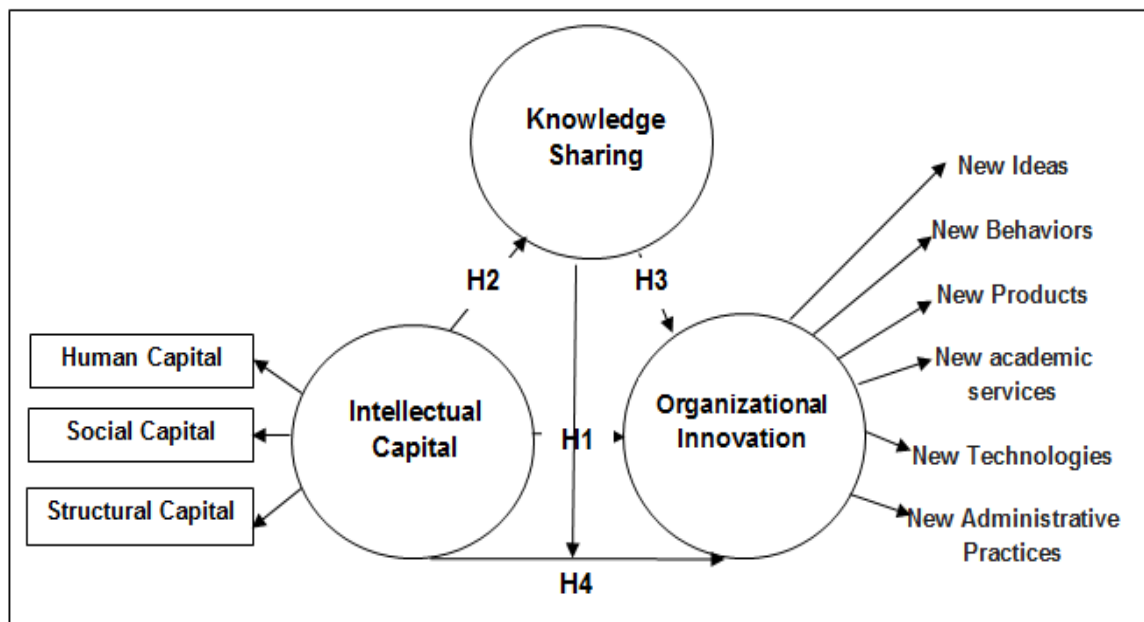 Knowledge
Sharing
New Ideas
New Behaviors
H2
H3
New Products
Human Capital
New academic
services
Intellectual
Capital
Organizational
Innovation
Social Capital
H1
New Technologies
Structural Capital
New Administrative
Practices
H4